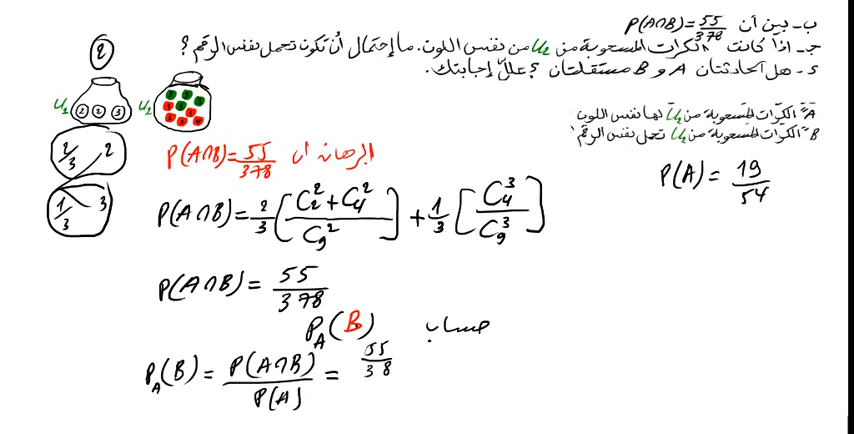 ب- بين أن P(A∩B)=55/378
جـ- اذا كانت الكرات المسحوبة من U₂ من نفس اللون. ما إحتمال أن تكون تحمل نفس الرقم؟
د- هل الحادثتان A و B مستقلتان؟ علل إجابتك.
A = الكرات المسحوبة من U₂ لها نفس اللون
B = الكرات المسحوبة من U₂ تحمل نفس الرقم
P(A) = 19/54
2
U₁ 2 2 3
U₂
2/3 2
1/3 3
البرهان أن P(A∩B)=55/378
P(A∩B)=2/3[(C₂²+C₄²)/C₉²]+1/3[C₄³/C₉³]
P(A∩B) = 55/378
حساب P_A(B)
P_A(B) = P(A∩B)/P(A) = 55/38